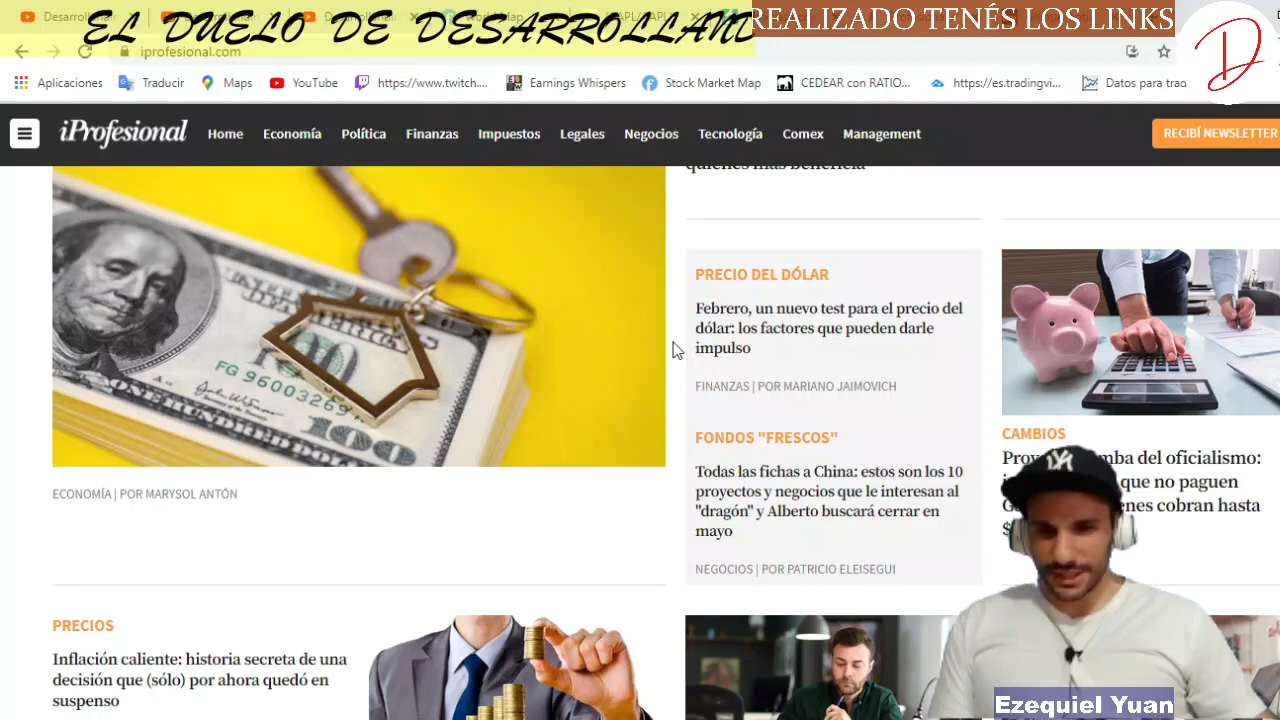 EL DUELO DE DESARROLLAND
REALIZADO TENÉS LOS LINKS
D
iprofesional.com
Aplicaciones
Traducir
Maps
YouTube
https://www.twitch....
Earnings Whispers
Stock Market Map
CEDEAR con RATIO...
https://es.tradingvi...
Datos para trad
iProfesional
Home
Economía
Política
Finanzas
Impuestos
Legales
Negocios
Tecnología
Comex
Management
RECIBÍ NEWSLETTER
quienes más beneficia
PRECIO DEL DÓLAR
Febrero, un nuevo test para el precio del
dólar: los factores que pueden darle
impulso
FINANZAS | POR MARIANO JAIMOVICH
FONDOS "FRESCOS"
Todas las fichas a China: estos son los 10
proyectos y negocios que le interesan al
"dragón" y Alberto buscará cerrar en
mayo
NEGOCIOS | POR PATRICIO ELEISEGUI
CAMBIOS
mba del oficialismo:
que no paguen
enes cobran hasta
$
ECONOMÍA | POR MARYSOL ANTÓN
PRECIOS
Inflación caliente: historia secreta de una
decisión que (sólo) por ahora quedó en
suspenso
100
Ezequiel Yuan